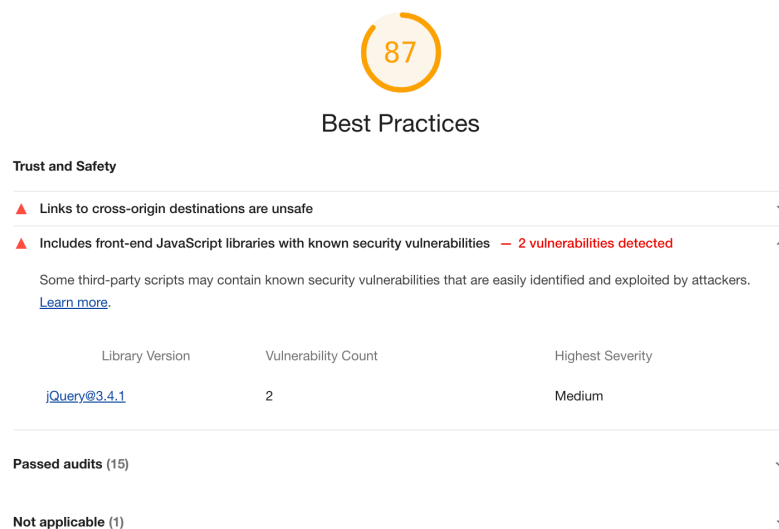 87
Best Practices
Trust and Safety
Links to cross-origin destinations are unsafe
Includes front-end JavaScript libraries with known security vulnerabilities — 2 vulnerabilities detected
Some third-party scripts may contain known security vulnerabilities that are easily identified and exploited by attackers.
Learn more.
Library Version Vulnerability Count Highest Severity
jQuery@3.4.1 2 Medium
Passed audits (15)
Not applicable (1)